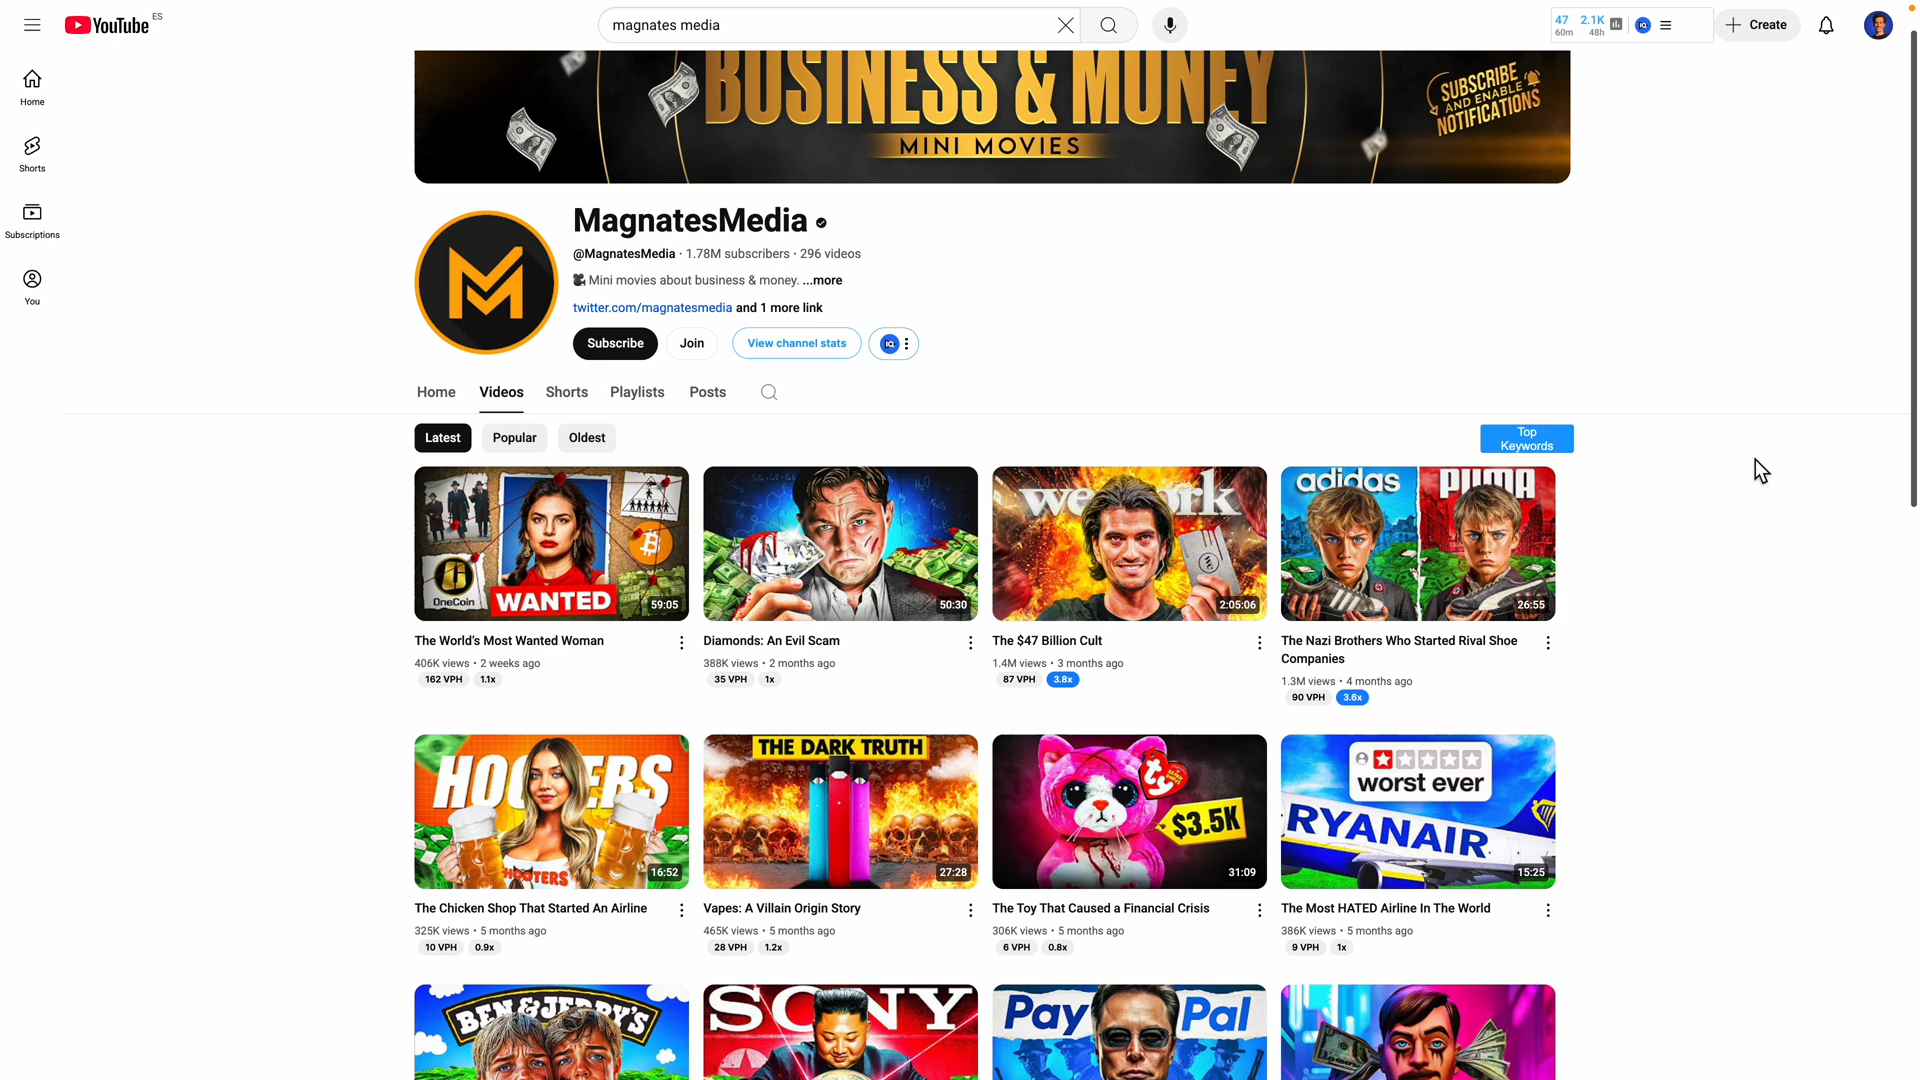 YouTube ES
magnates media
47 2.1K
60m 48h
Create
Home
Shorts
Subscriptions
You
BUSINESS & MONEY
MINI MOVIES
SUBSCRIBE
AND ENABLE
NOTIFICATIONS
MagnatesMedia
@MagnatesMedia · 1.78M subscribers · 296 videos
Mini movies about business & money. ...more
twitter.com/magnatesmedia and 1 more link
Subscribe Join View channel stats
Home Videos Shorts Playlists Posts
Latest Popular Oldest
Top
Keywords
OneCoin
WANTED
59:05
50:30
wework
2:05:06
adidas PUMA
26:55
The World's Most Wanted Woman
406K views • 2 weeks ago
162 VPH 1.1x
Diamonds: An Evil Scam
388K views • 2 months ago
35 VPH 1x
The $47 Billion Cult
1.4M views • 3 months ago
87 VPH 3.8x
The Nazi Brothers Who Started Rival Shoe
Companies
1.3M views • 4 months ago
90 VPH 3.6x
HOOTERS
HOOTERS
16:52
THE DARK TRUTH
27:28
ty
$3.5K
31:09
worst ever
RYANAIR
15:25
The Chicken Shop That Started An Airline
325K views • 5 months ago
10 VPH 0.9x
Vapes: A Villain Origin Story
465K views • 5 months ago
28 VPH 1.2x
The Toy That Caused a Financial Crisis
306K views • 5 months ago
6 VPH 0.8x
The Most HATED Airline In The World
386K views • 5 months ago
9 VPH 1x
BEN & JERRY'S
SONY
PayPal